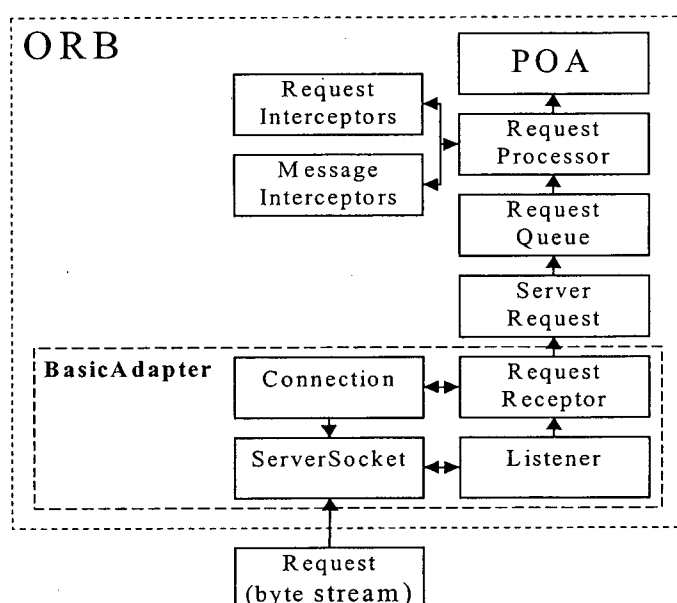 ORB
POA
Request
Interceptors
Request
Processor
Message
Interceptors
Request
Queue
Server
Request
BasicAdapter
Connection
Request
Receptor
ServerSocket
Listener
Request
(byte stream)